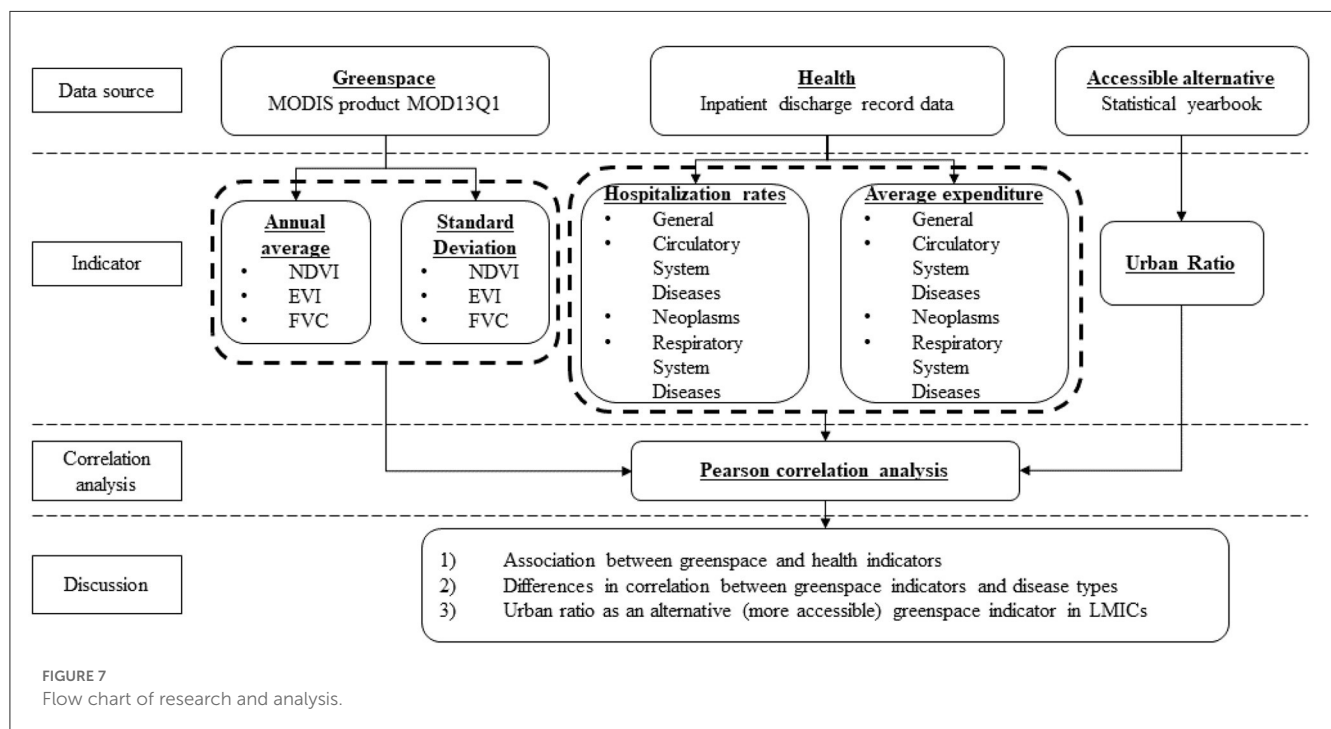 Data source
Greenspace
MODIS product MOD13Q1
Health
Inpatient discharge record data
Accessible alternative
Statistical yearbook
Indicator
Annual
average
• NDVI
• EVI
• FVC
Standard
Deviation
• NDVI
• EVI
• FVC
Hospitalization rates
• General
• Circulatory
System
Diseases
• Neoplasms
• Respiratory
System
Diseases
Average expenditure
• General
• Circulatory
System
Diseases
• Neoplasms
• Respiratory
System
Diseases
Urban Ratio
Correlation
analysis
Pearson correlation analysis
Discussion
1) Association between greenspace and health indicators
2) Differences in correlation between greenspace indicators and disease types
3) Urban ratio as an alternative (more accessible) greenspace indicator in LMICs
FIGURE 7
Flow chart of research and analysis.